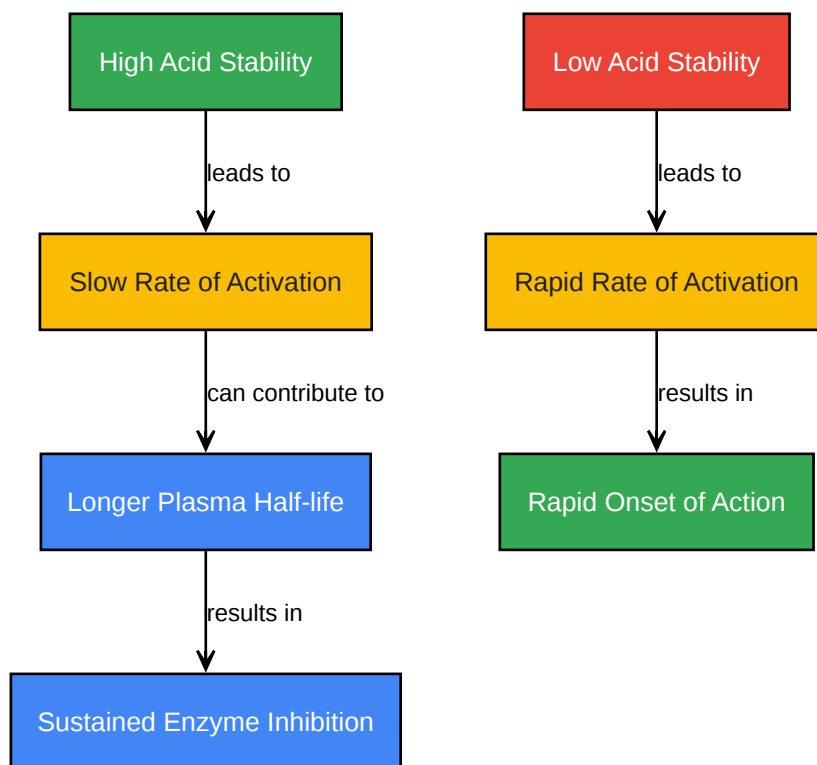 High Acid Stability
Low Acid Stability
leads to
leads to
Slow Rate of Activation
Rapid Rate of Activation
can contribute to
results in
Longer Plasma Half-life
Rapid Onset of Action
results in
Sustained Enzyme Inhibition